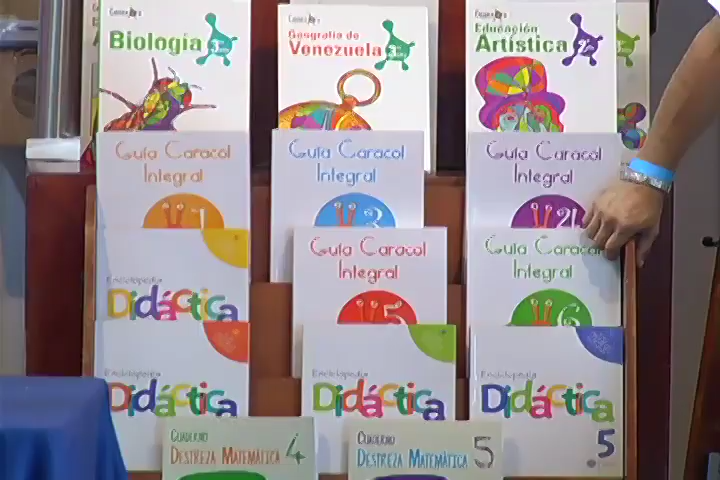 Biología
Geografía de
Venezuela
Educación
Artística
Guía Caracol
Integral
1
Guía Caracol
Integral
3
Guía Caracol
Integral
Guía Caracol
Integral
5
Guía Caracol
Integral
6
Enciclopedia
Didáctica
Enciclopedia
Didáctica
Enciclopedia
Didáctica
Enciclopedia
Didáctica
5
CUADERNO
DESTREZA MATEMÁTICA 4
CUADERNO
DESTREZA MATEMÁTICA 5